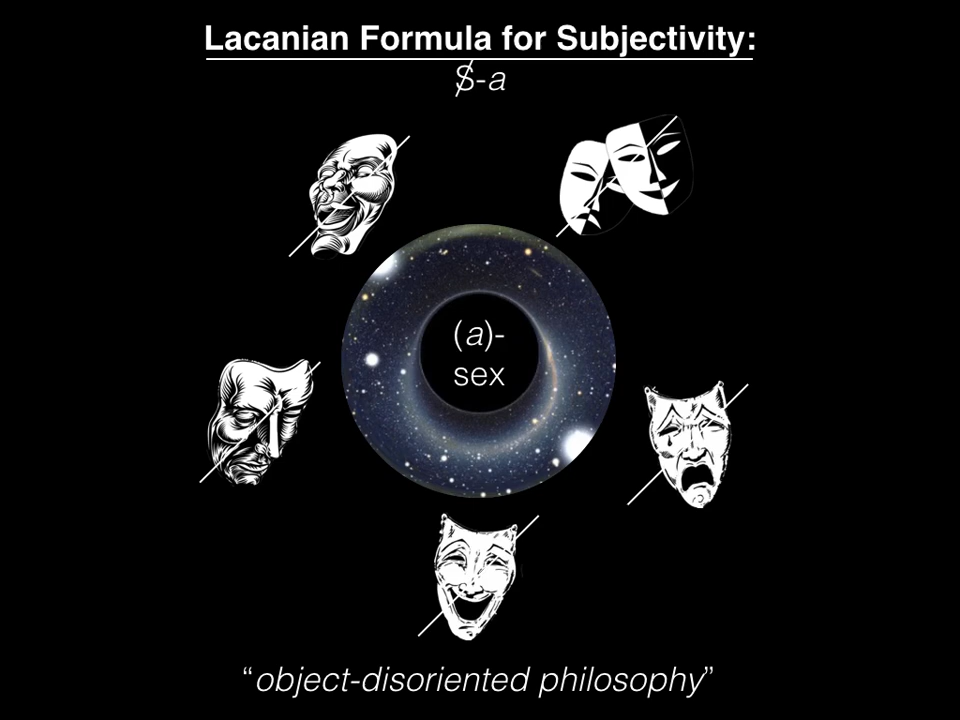 Lacanian Formula for Subjectivity:
$-a
(a)-
sex
“object-disoriented philosophy”